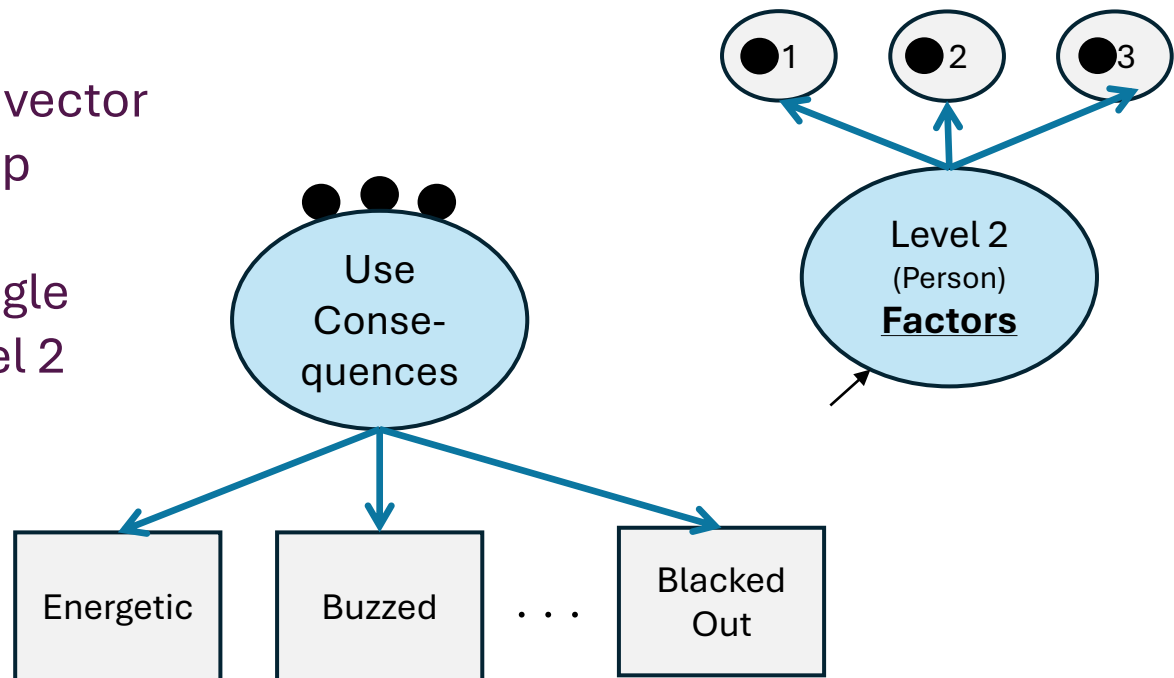 vector
p
gle
el 2
1
2
3
Use
Conse-
quences
Level 2
(Person)
Factors
Energetic
Buzzed
. . .
Blacked
Out